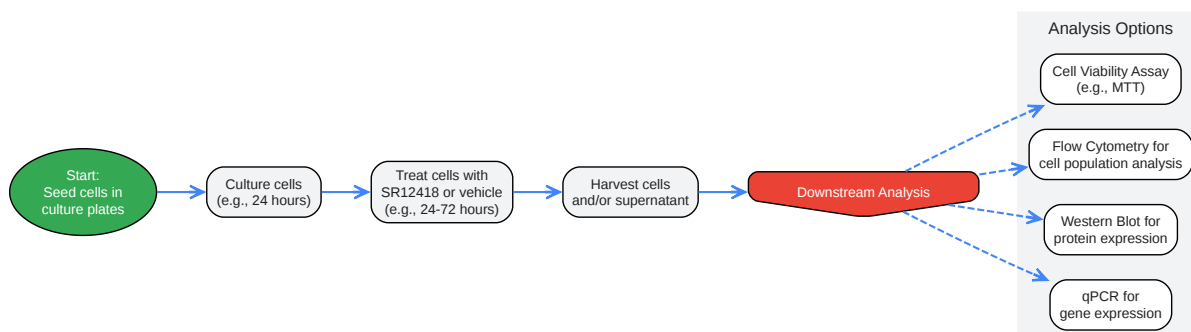 Start:
Seed cells in
culture plates
Culture cells
(e.g., 24 hours)
Treat cells with
SR12418 or vehicle
(e.g., 24-72 hours)
Harvest cells
and/or supernatant
Downstream Analysis
Analysis Options
Cell Viability Assay
(e.g., MTT)
Flow Cytometry for
cell population analysis
Western Blot for
protein expression
qPCR for
gene expression